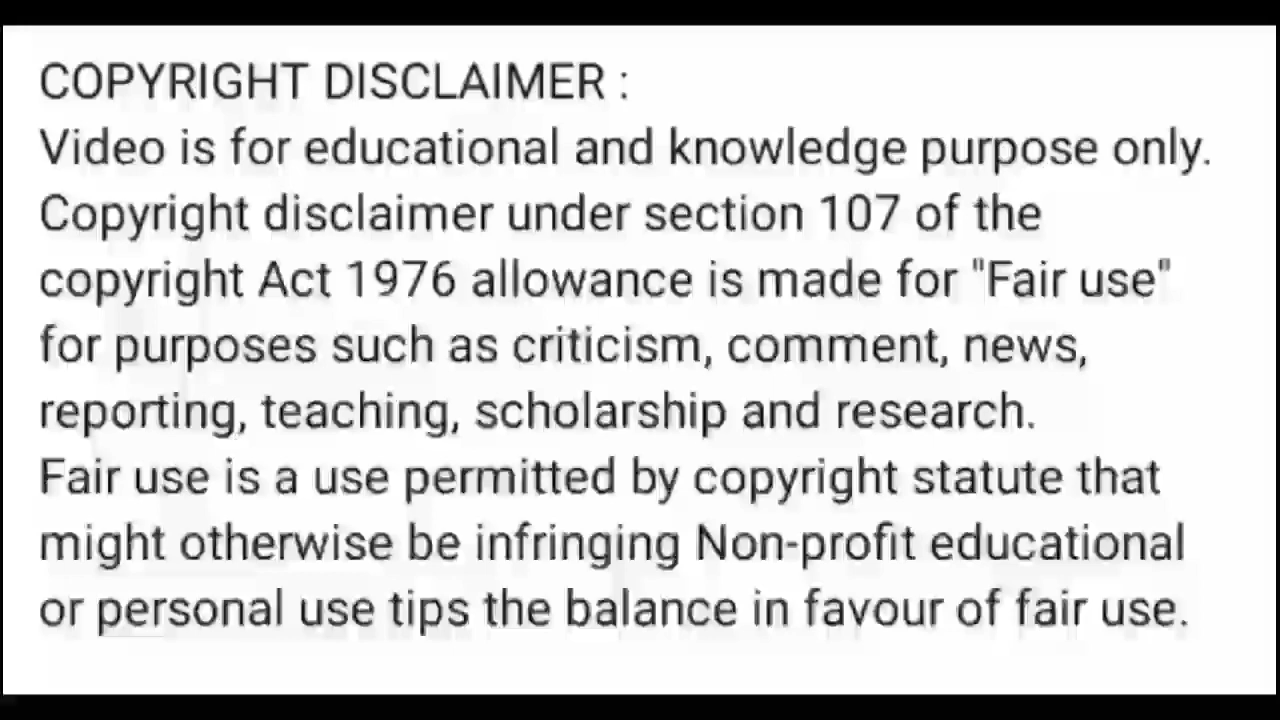 COPYRIGHT DISCLAIMER :
Video is for educational and knowledge purpose only.
Copyright disclaimer under section 107 of the
copyright Act 1976 allowance is made for "Fair use"
for purposes such as criticism, comment, news,
reporting, teaching, scholarship and research.
Fair use is a use permitted by copyright statute that
might otherwise be infringing Non-profit educational
or personal use tips the balance in favour of fair use.